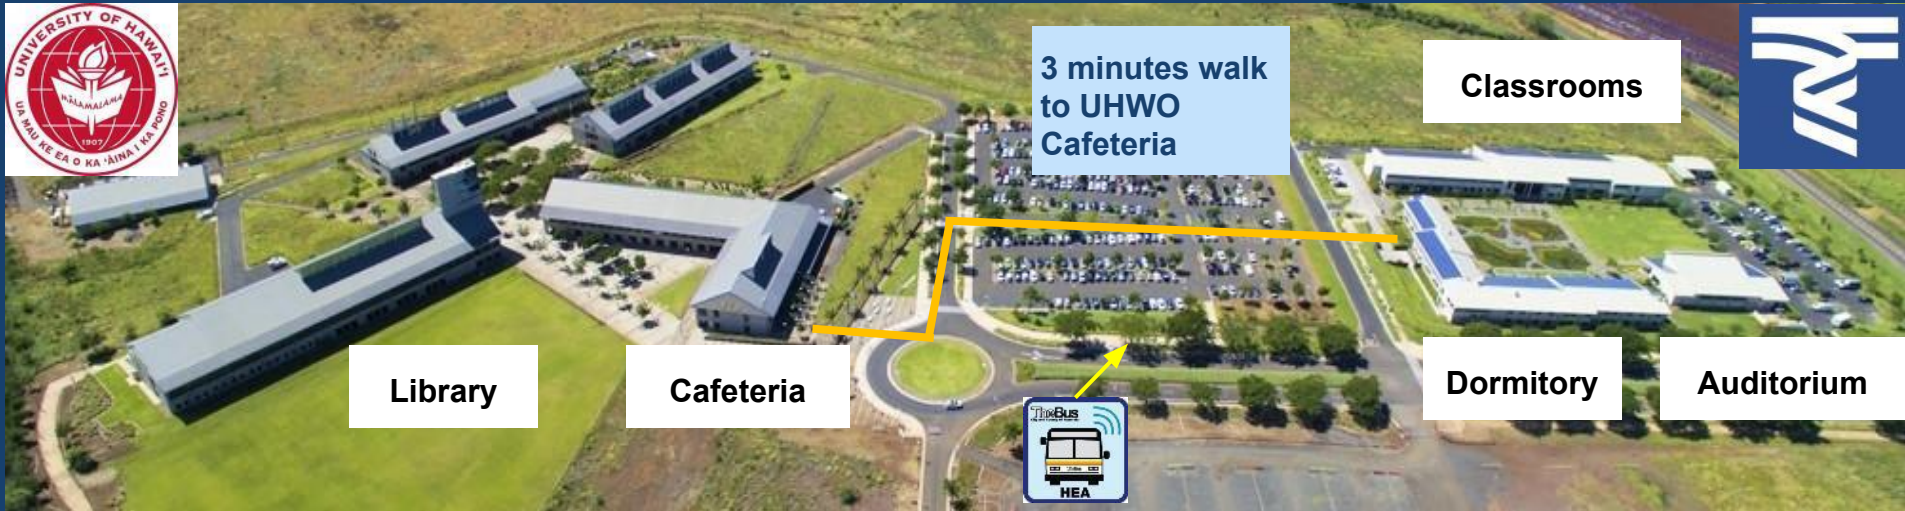 UNIVERSITY OF HAWAI'I
MĀLAMALAMA
1907
UA MAU KE EA O KA 'ĀINA I KA PONO
3 minutes walk
to UHWO
Cafeteria
Classrooms
Library
Cafeteria
Dormitory
Auditorium
TheBus
HEA